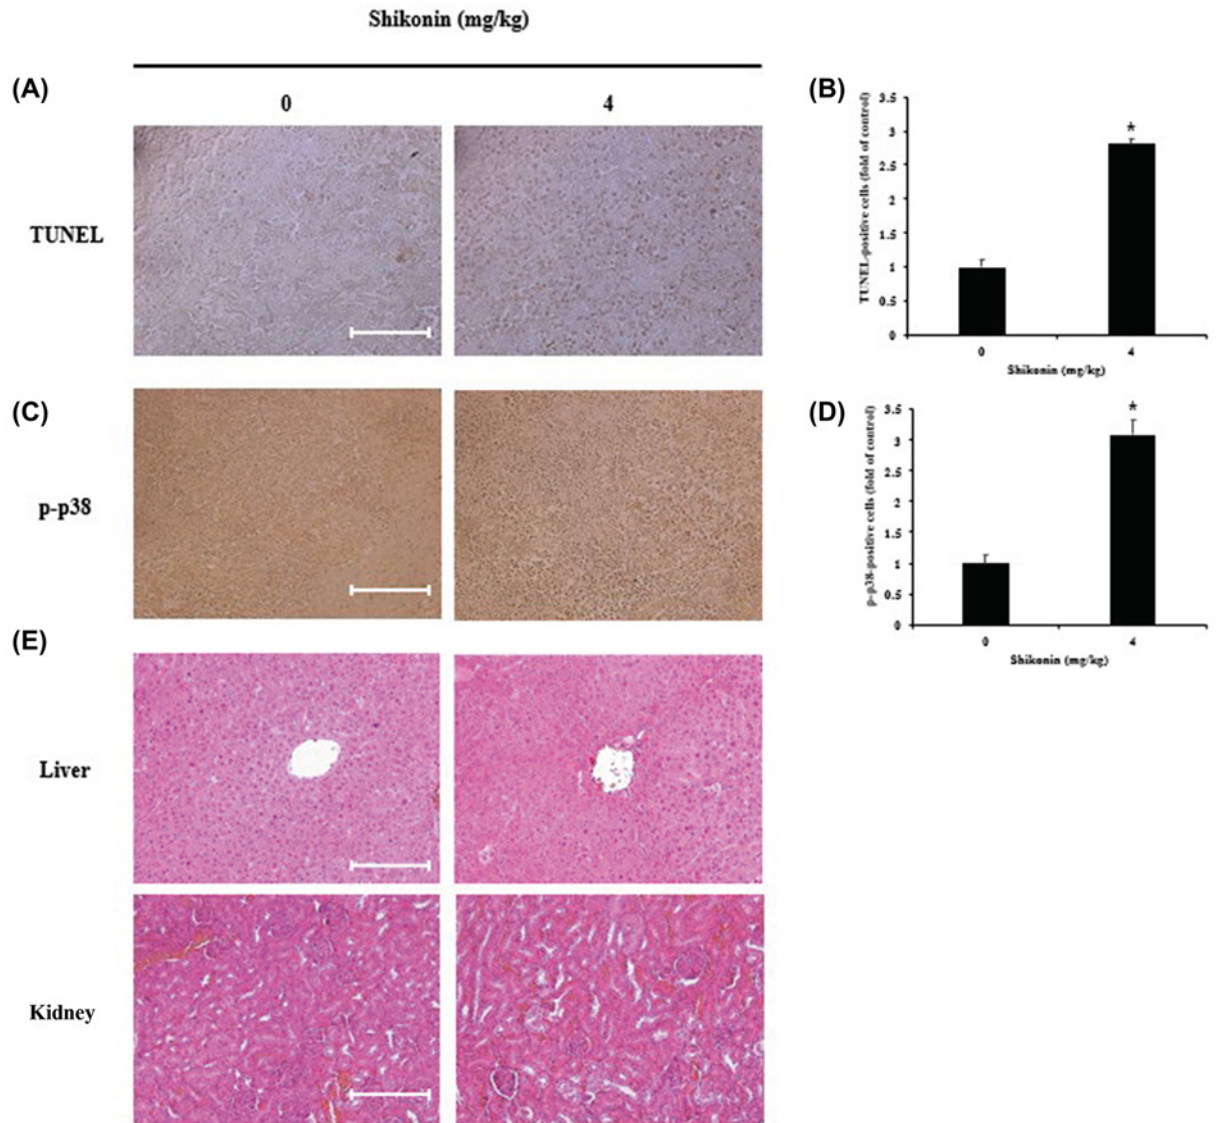 Shikonin (mg/kg)
(A)
0
4
TUNEL
(B)
TUNEL-positive cells (fold of control)
3.5
3
2.5
2
1.5
1
0.5
0
*
0
4
Shikonin (mg/kg)
(C)
p-p38
(D)
p-p38-positive cells (fold of control)
3.5
3
2.5
2
1.5
1
0.5
0
*
0
4
Shikonin (mg/kg)
(E)
Liver
Kidney